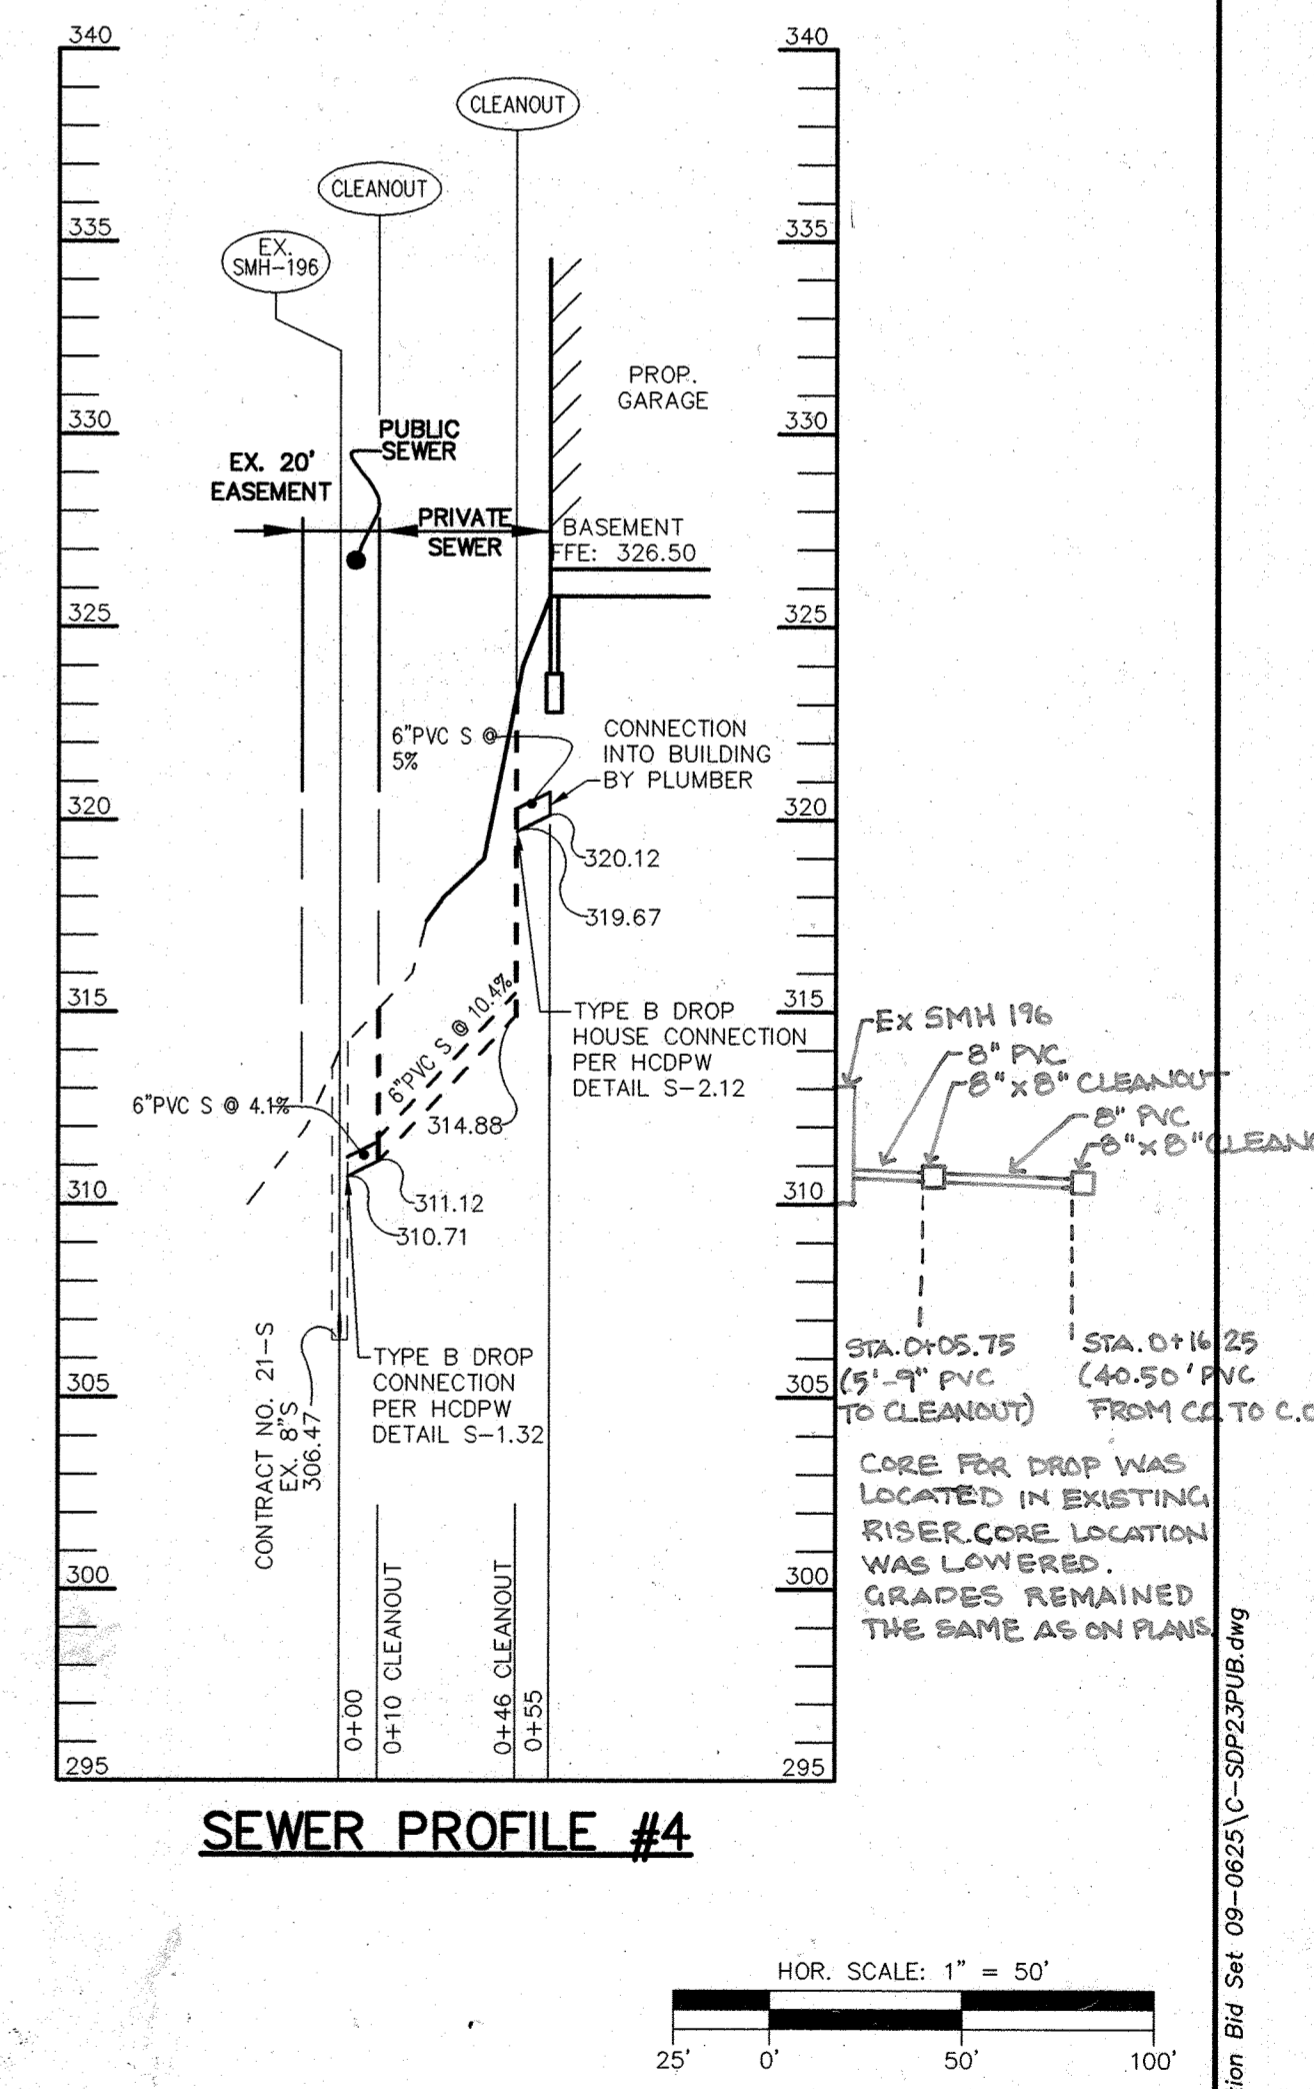 340
340
CLEANOUT
CLEANOUT
335
335
EX.
SMH-196
PROP.
GARAGE
330
330
PUBLIC
SEWER
EX. 20'
EASEMENT
PRIVATE
SEWER
BASEMENT
FFE: 326.50
325
325
6"PVC S @
5%
CONNECTION
INTO BUILDING
BY PLUMBER
320
320
320.12
319.67
315
315
6"PVC S @ 10.4%
TYPE B DROP
HOUSE CONNECTION
PER HCDPW
DETAIL S-2.12
6"PVC S @ 4.1%
314.88
310
310
311.12
310.71
EX SMH 196
8" PVC
8" x 8" CLEANOUT
8" PVC
8" x 8" CLEAN
STA. 0+05.75
(5'-9" PVC
TO CLEANOUT)
STA. 0+16.25
(40.50' PVC
FROM C.O. TO C.O
305
305
TYPE B DROP
CONNECTION
PER HCDPW
DETAIL S-1.32
CONTRACT NO. 21-S
EX. 8"S
306.47
CORE FOR DROP WAS
LOCATED IN EXISTING
RISER. CORE LOCATION
WAS LOWERED.
GRADES REMAINED
THE SAME AS ON PLANS.
300
300
0+00
0+10 CLEANOUT
0+46 CLEANOUT
0+55
295
295
SEWER PROFILE #4
HOR. SCALE: 1" = 50'
25'
0'
50'
100'
ion Bid Set 09-0625\C-SDP23PUB.dwg